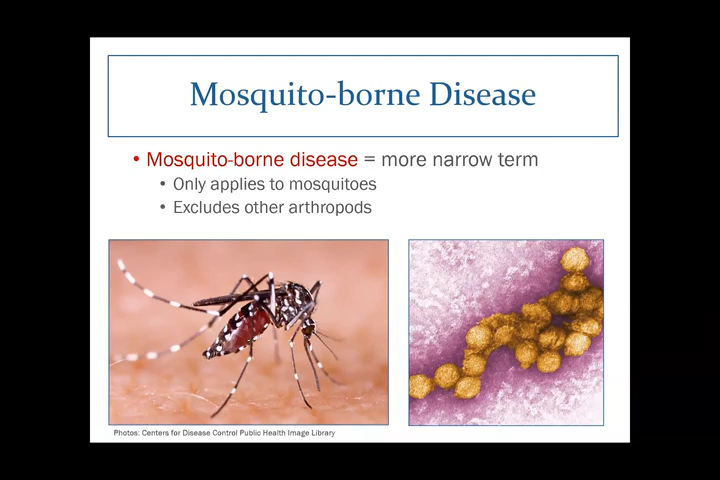 Mosquito-borne Disease
• Mosquito-borne disease = more narrow term
• Only applies to mosquitoes
• Excludes other arthropods
Photos: Centers for Disease Control Public Health Image Library